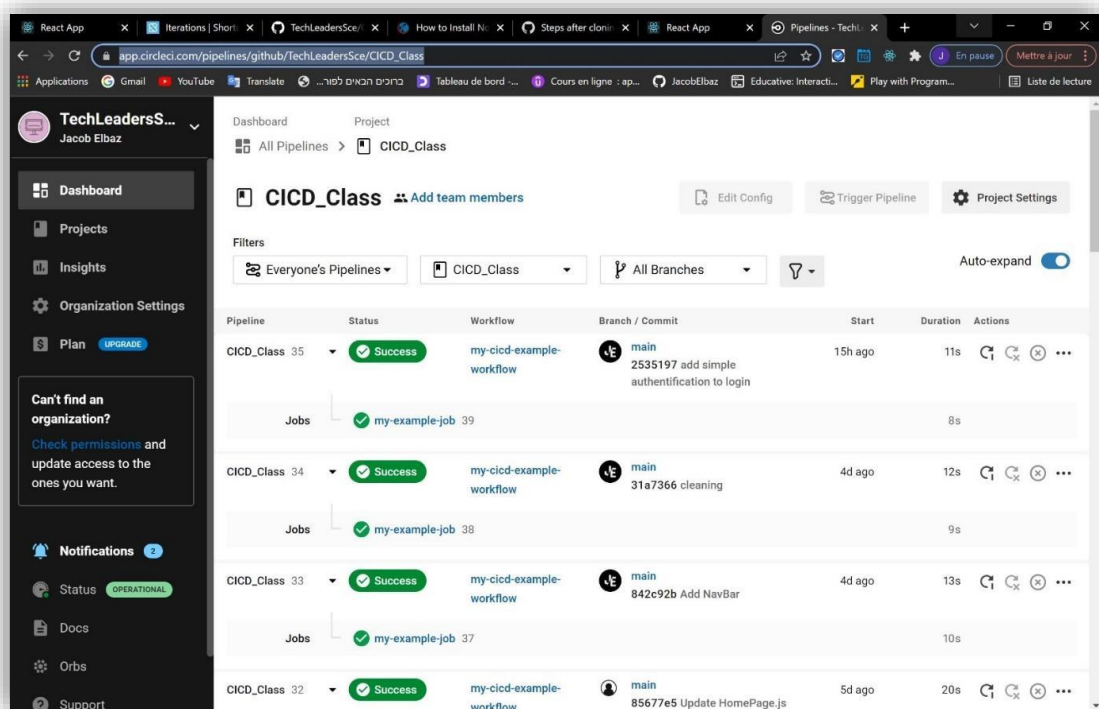 React App
Iterations | Short
TechLeadersSce/
How to Install No
Steps after clonin
React App
Pipelines - TechL
app.circleci.com/pipelines/github/TechLeadersSce/CICD_Class
J En pause
Mettre à jour
Applications
Gmail
YouTube
Translate
ברוכים הבאים לפור...
Tableau de bord -...
Cours en ligne : ap...
JacobElbaz
Educative: Interacti...
Play with Program...
Liste de lecture
TechLeadersS...
Jacob Elbaz
Dashboard
Projects
Insights
Organization Settings
Plan UPGRADE
Can't find an
organization?
Check permissions and
update access to the
ones you want.
Notifications 2
Status OPERATIONAL
Docs
Orbs
Support
Dashboard Project
All Pipelines > CICD_Class
CICD_Class Add team members
Edit Config
Trigger Pipeline
Project Settings
Filters
Everyone's Pipelines
CICD_Class
All Branches
Auto-expand
Pipeline Status Workflow Branch / Commit Start Duration Actions
CICD_Class 35 Success my-cicd-example- main 15h ago 11s
workflow 2535197 add simple
authentification to login
Jobs my-example-job 39 8s
CICD_Class 34 Success my-cicd-example- main 4d ago 12s
workflow 31a7366 cleaning
Jobs my-example-job 38 9s
CICD_Class 33 Success my-cicd-example- main 4d ago 13s
workflow 842c92b Add NavBar
Jobs my-example-job 37 10s
CICD_Class 32 Success my-cicd-example- main 5d ago 20s
workflow 85677e5 Update HomePage.js